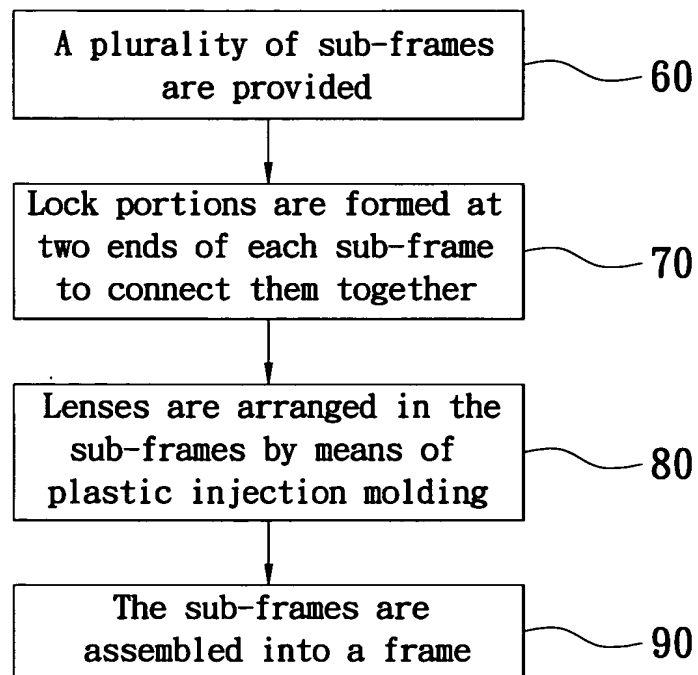 A plurality of sub-frames
are provided
60
Lock portions are formed at
two ends of each sub-frame
to connect them together
70
Lenses are arranged in the
sub-frames by means of
plastic injection molding
80
The sub-frames are
assembled into a frame
90